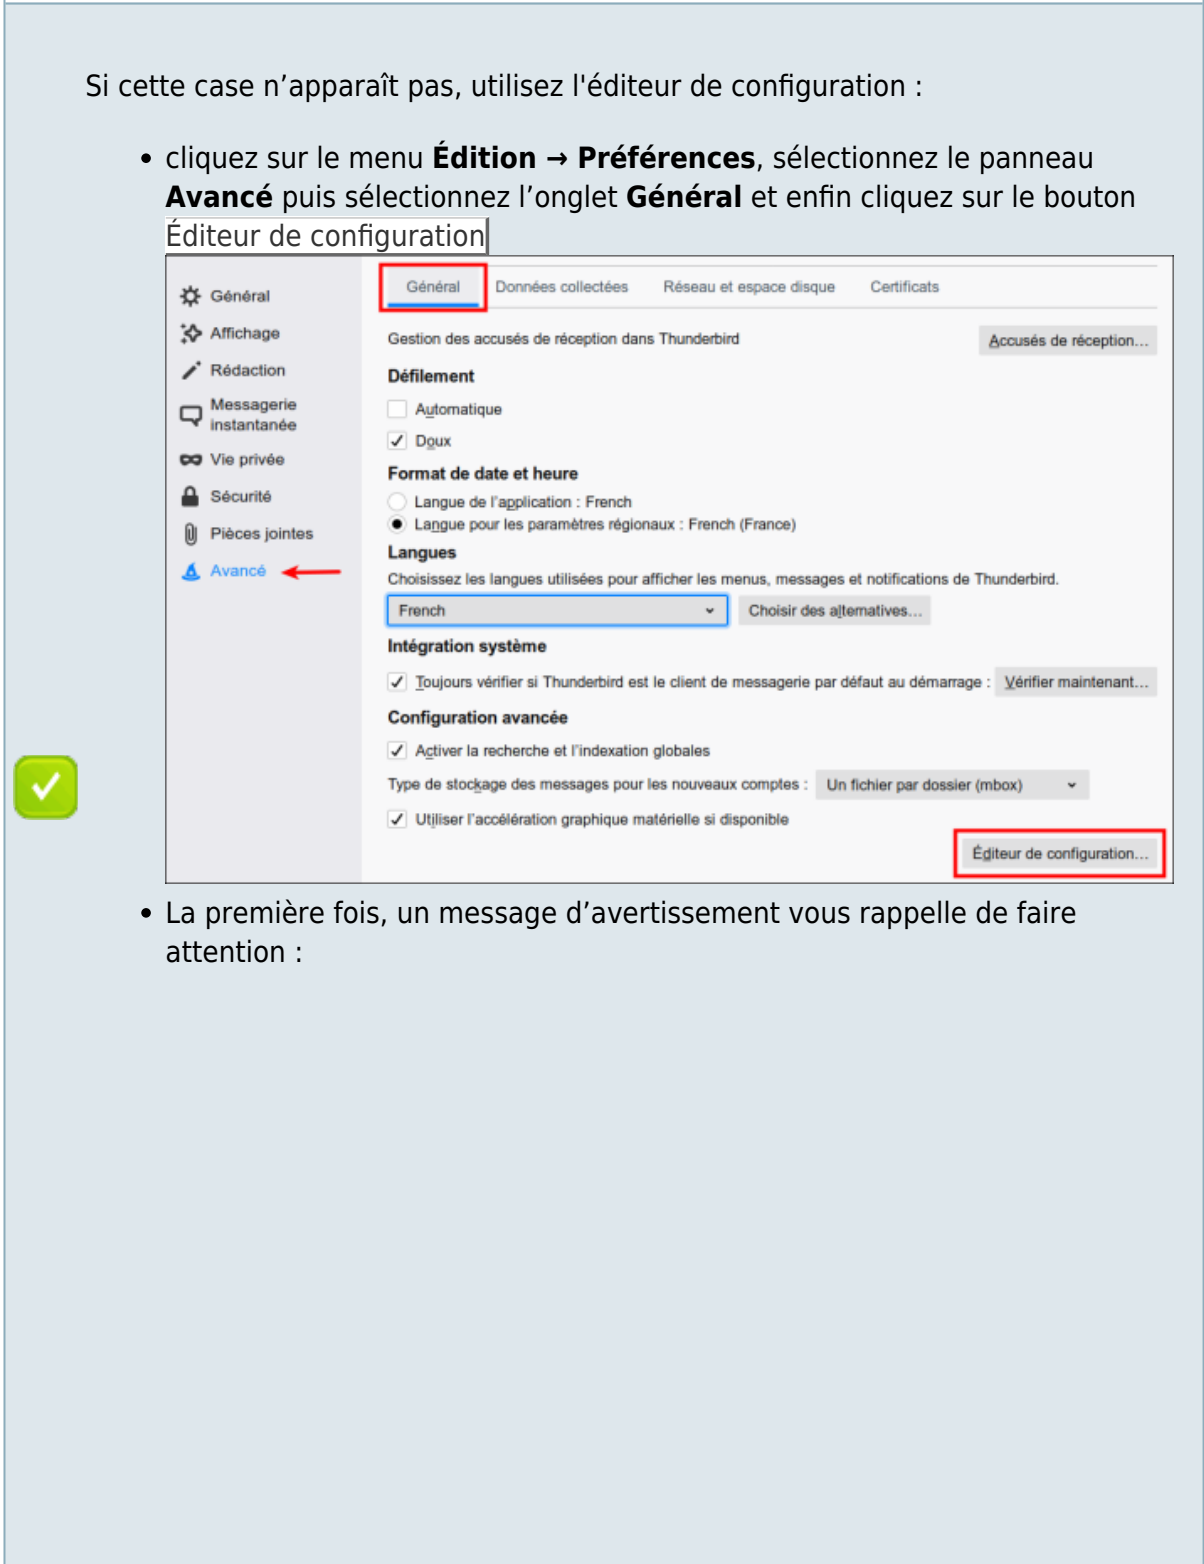 Si cette case n’apparaît pas, utilisez l'éditeur de configuration :
• cliquez sur le menu Édition → Préférences, sélectionnez le panneau
Avancé puis sélectionnez l’onglet Général et enfin cliquez sur le bouton
Éditeur de configuration
Général
Affichage
Rédaction
Messagerie
instantanée
Vie privée
Sécurité
Pièces jointes
Avancé
Général Données collectées Réseau et espace disque Certificats
Gestion des accusés de réception dans Thunderbird Accusés de réception…
Défilement
Automatique
Doux
Format de date et heure
Langue de l’application : French
Langue pour les paramètres régionaux : French (France)
Langues
Choisissez les langues utilisées pour afficher les menus, messages et notifications de Thunderbird.
French Choisir des alternatives…
Intégration système
Toujours vérifier si Thunderbird est le client de messagerie par défaut au démarrage : Vérifier maintenant…
Configuration avancée
Activer la recherche et l’indexation globales
Type de stockage des messages pour les nouveaux comptes : Un fichier par dossier (mbox)
Utiliser l’accélération graphique matérielle si disponible
Éditeur de configuration…
• La première fois, un message d’avertissement vous rappelle de faire
attention :